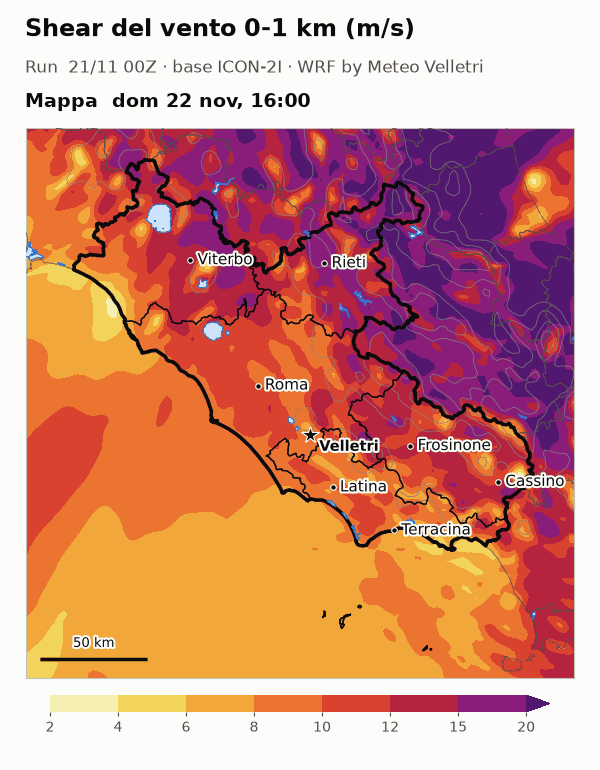 Shear del vento 0-1 km (m/s)
Run  21/11 00Z · base ICON-2I · WRF by Meteo Velletri
Mappa  dom 22 nov, 16:00
Viterbo
Rieti
Roma
Velletri
Frosinone
Cassino
Latina
Terracina
50 km
2 4 6 8 10 12 15 20